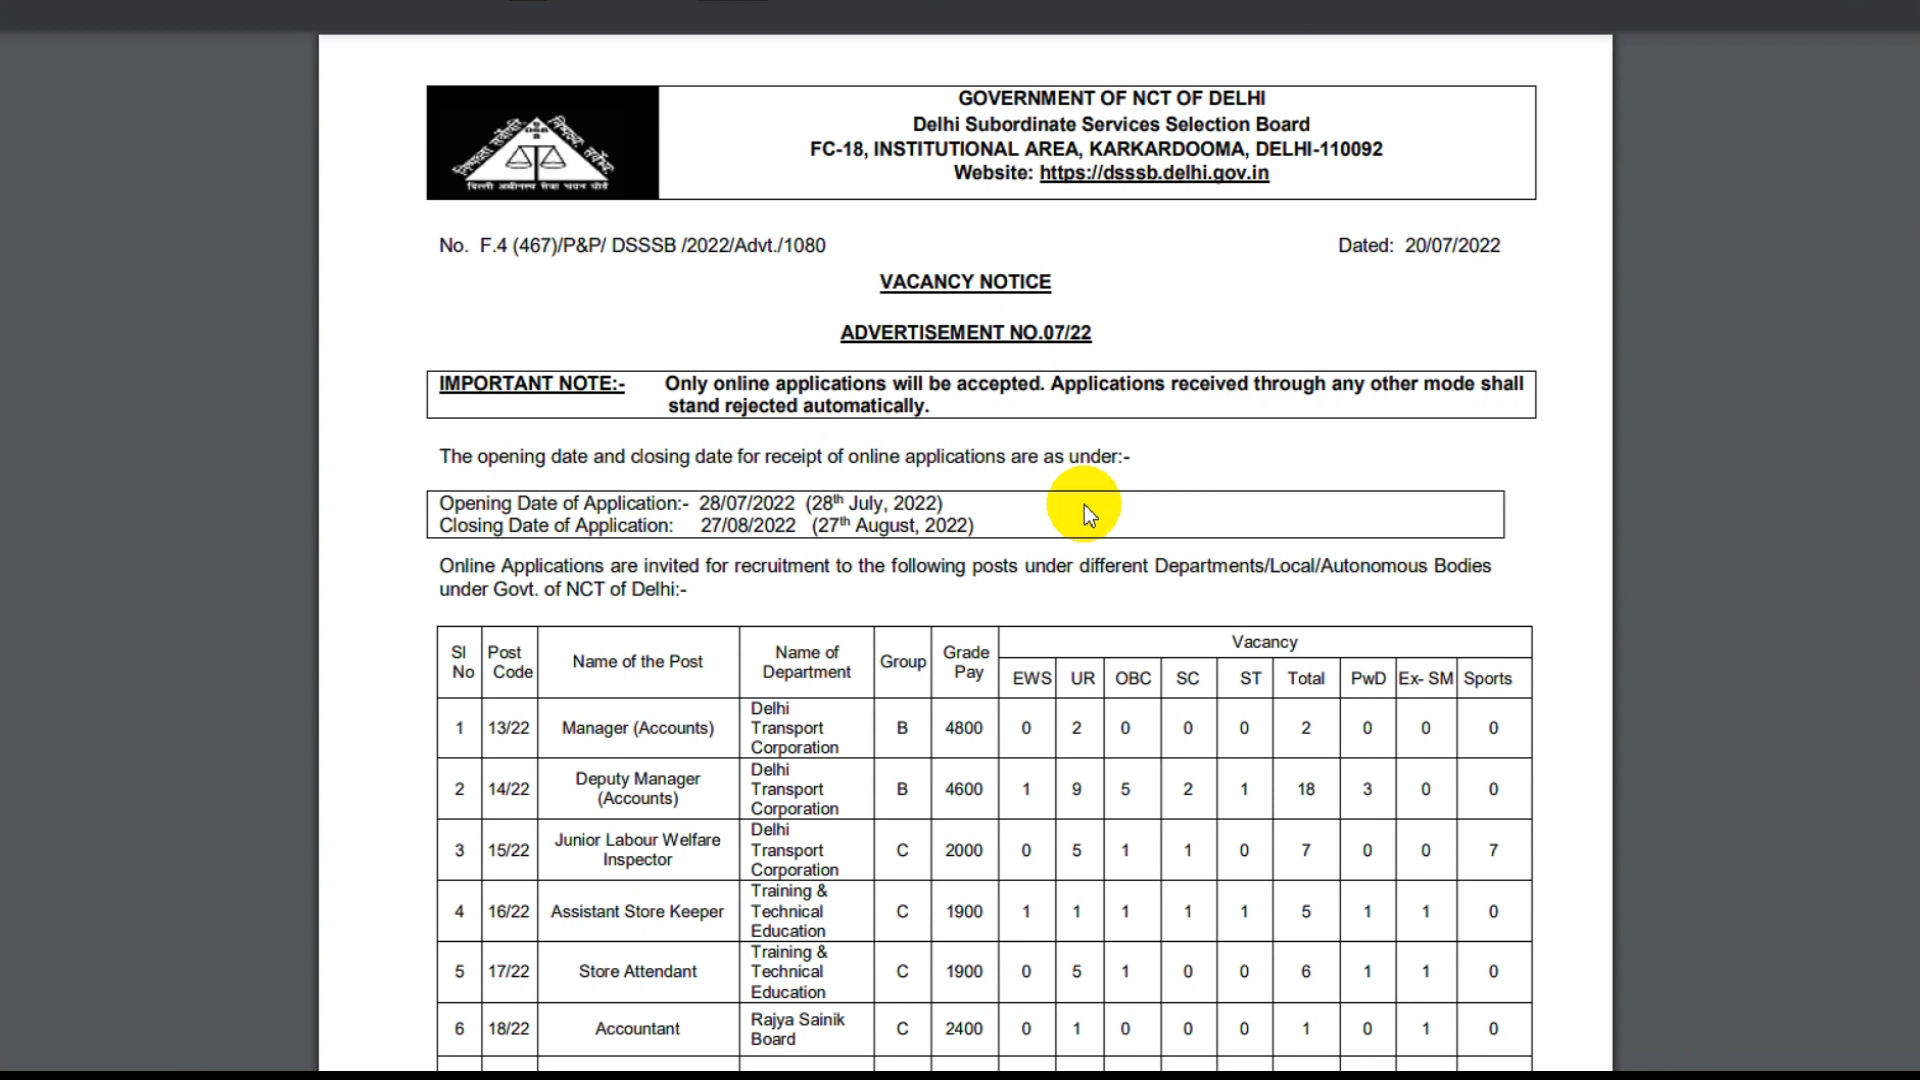 निष्पक्षता सर्वोपरि निष्पक्षः सर्वश्रेष्ठ
DSSSB
दिल्ली अधीनस्थ सेवा चयन बोर्ड
GOVERNMENT OF NCT OF DELHI
Delhi Subordinate Services Selection Board
FC-18, INSTITUTIONAL AREA, KARKARDOOMA, DELHI-110092
Website: https://dsssb.delhi.gov.in
No. F.4 (467)/P&P/ DSSSB /2022/Advt./1080 Dated: 20/07/2022
VACANCY NOTICE
ADVERTISEMENT NO.07/22
IMPORTANT NOTE:- Only online applications will be accepted. Applications received through any other mode shall
stand rejected automatically.
The opening date and closing date for receipt of online applications are as under:-
Opening Date of Application:- 28/07/2022 (28th July, 2022)
Closing Date of Application: 27/08/2022 (27th August, 2022)
Online Applications are invited for recruitment to the following posts under different Departments/Local/Autonomous Bodies
under Govt. of NCT of Delhi:-
Sl No Post Code Name of the Post Name of Department Group Grade Pay Vacancy
EWS UR OBC SC ST Total PwD Ex- SM Sports
1 13/22 Manager (Accounts) Delhi Transport Corporation B 4800 0 2 0 0 0 2 0 0 0
2 14/22 Deputy Manager (Accounts) Delhi Transport Corporation B 4600 1 9 5 2 1 18 3 0 0
3 15/22 Junior Labour Welfare Inspector Delhi Transport Corporation C 2000 0 5 1 1 0 7 0 0 7
4 16/22 Assistant Store Keeper Training & Technical Education C 1900 1 1 1 1 1 5 1 1 0
5 17/22 Store Attendant Training & Technical Education C 1900 0 5 1 0 0 6 1 1 0
6 18/22 Accountant Rajya Sainik Board C 2400 0 1 0 0 0 1 0 1 0